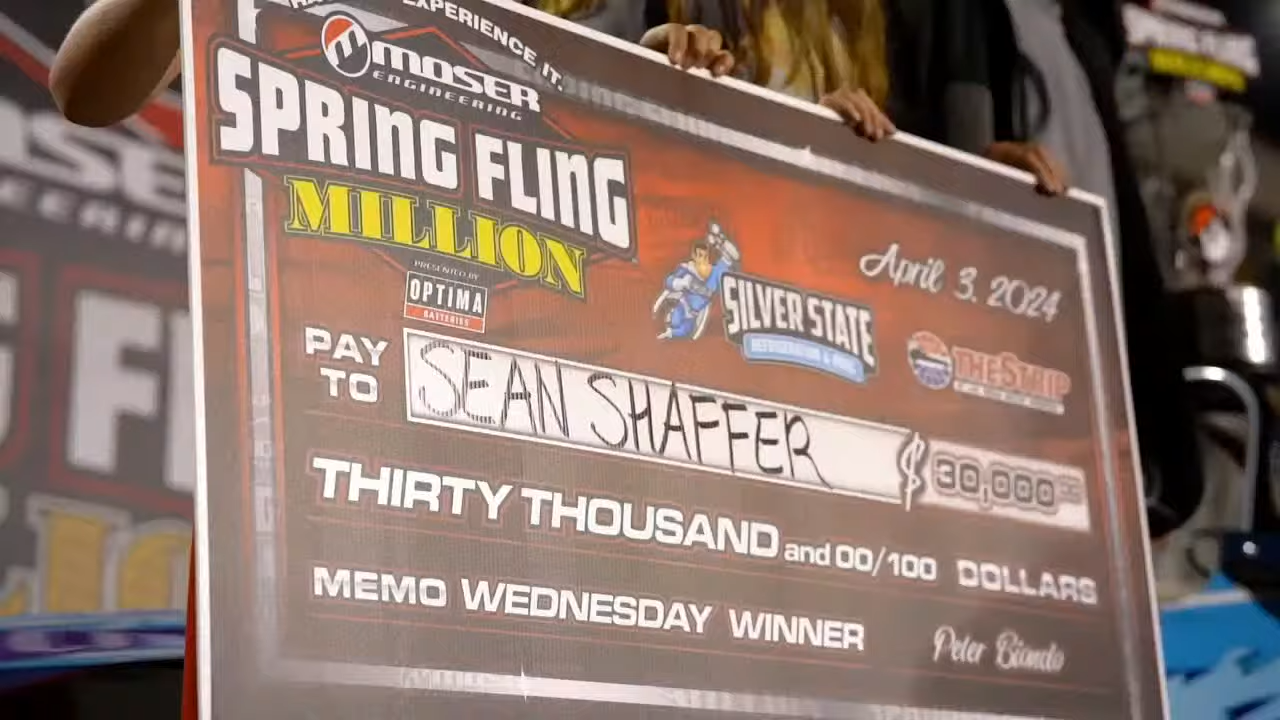 EXPERIENCE IT.
MOSER
ENGINEERING
SPRING FLING
MILLION
PRESENTED BY
OPTIMA
BATTERIES
April 3, 2024
SILVER STATE
THE STRIP
PAY TO
SEAN SHAFFER
$ 30,000
THIRTY THOUSAND and 00/100 DOLLARS
MEMO WEDNESDAY WINNER
Peter Biondo